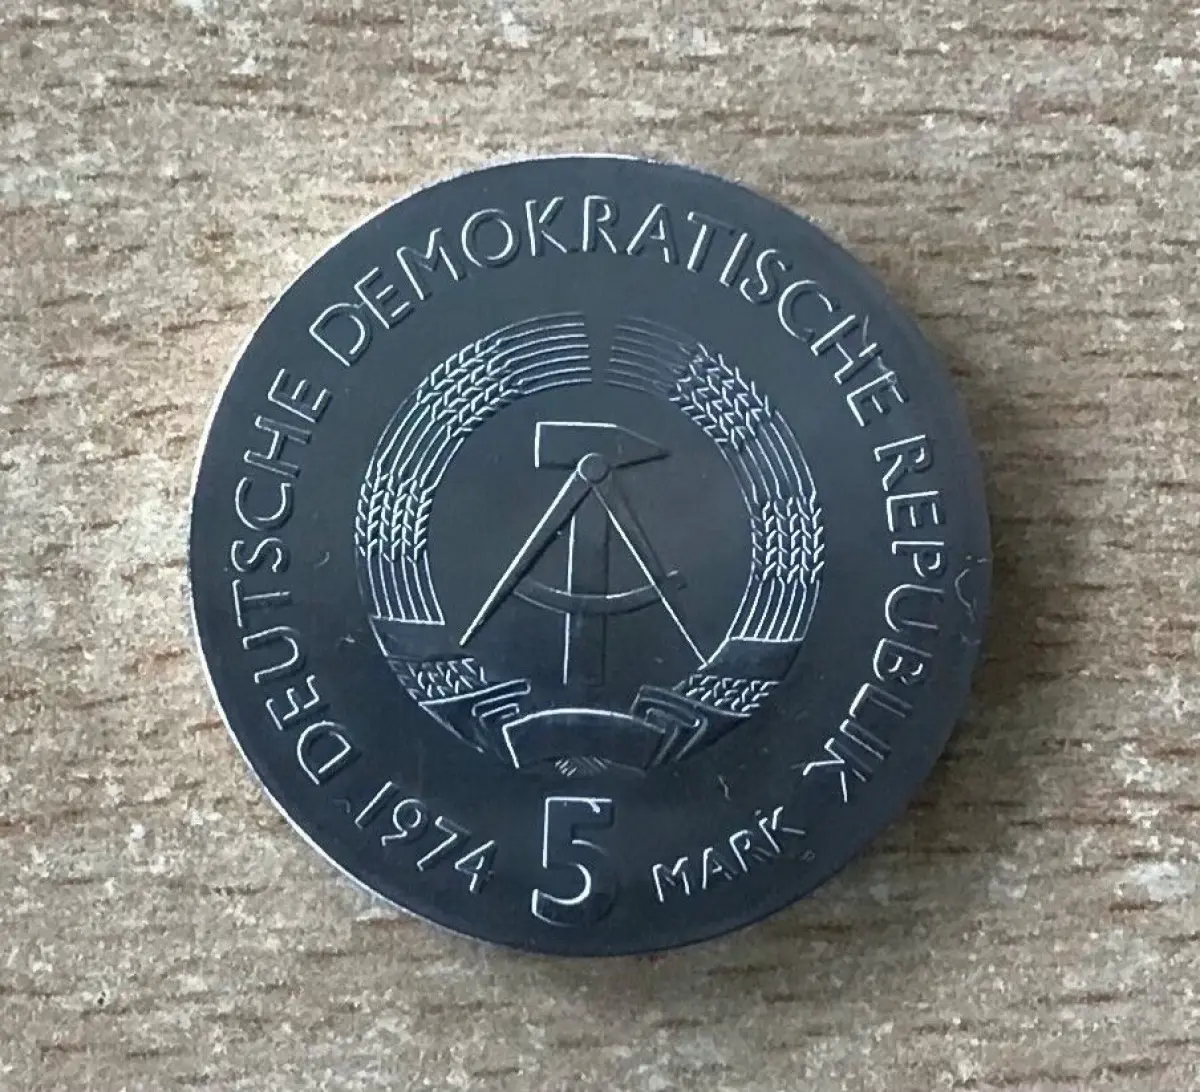 DEUTSCHE DEMOKRATISCHE REPUBLIK
1974 5 MARK